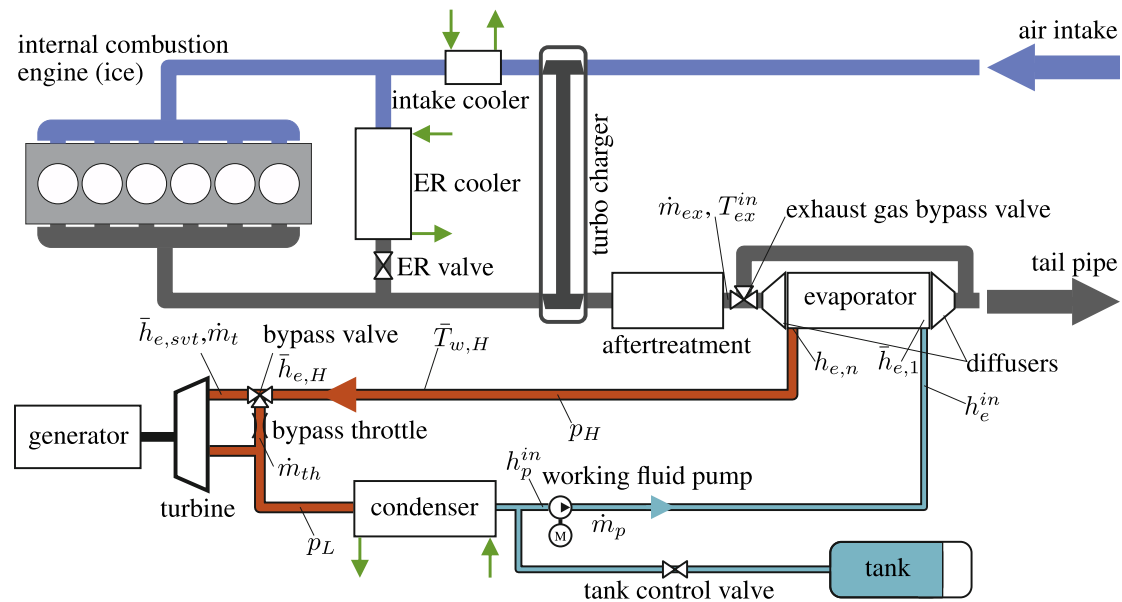 internal combustion
engine (ice)
air intake
intake cooler
ER cooler
turbo charger
ṁ_ex, T_ex^in
exhaust gas bypass valve
ER valve
tail pipe
evaporator
h̄_e,svt,ṁ_t
bypass valve
T̄_w,H
aftertreatment
h_e,n
h̄_e,1
diffusers
h̄_e,H
h_e^in
generator
bypass throttle
p_H
ṁ_th
h_p^in
working fluid pump
turbine
condenser
p_L
M
ṁ_p
tank
tank control valve